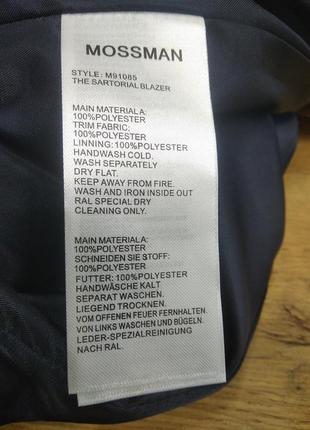 MOSSMAN
STYLE: M91085
THE SARTORIAL BLAZER
MAIN MATERIALA:
100%POLYESTER
TRIM FABRIC;
100%POLYESTER
LINNING: 100%POLYESTER
HANDWASH COLD.
WASH SEPARATELY
DRY FLAT.
KEEP AWAY FROM FIRE.
WASH AND IRON INSIDE OUT
RAL SPECIAL DRY
CLEANING ONLY.
MAIN MATERIALA:
100%POLYESTER
SCHNEIDEN SIE STOFF:
100%POLYESTER
FUTTER: 100%POLYESTER
HANDWÄSCHE KALT
SEPARAT WASCHEN.
LIEGEND TROCKNEN.
VOM OFFENEN FEUER FERNHALTEN.
VON LINKS WASCHEN UND BÜGELN.
LEDER-SPEZIALREINIGUNG
NACH RAL.